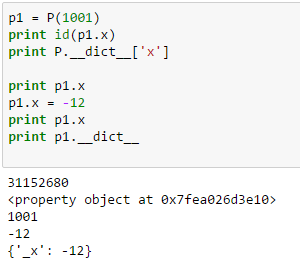 p1 = P(1001)
print id(p1.x)
print P.__dict__['x']
print p1.x
p1.x = -12
print p1.x
print p1.__dict__
31152680
<property object at 0x7fea026d3e10>
1001
-12
{'_x': -12}